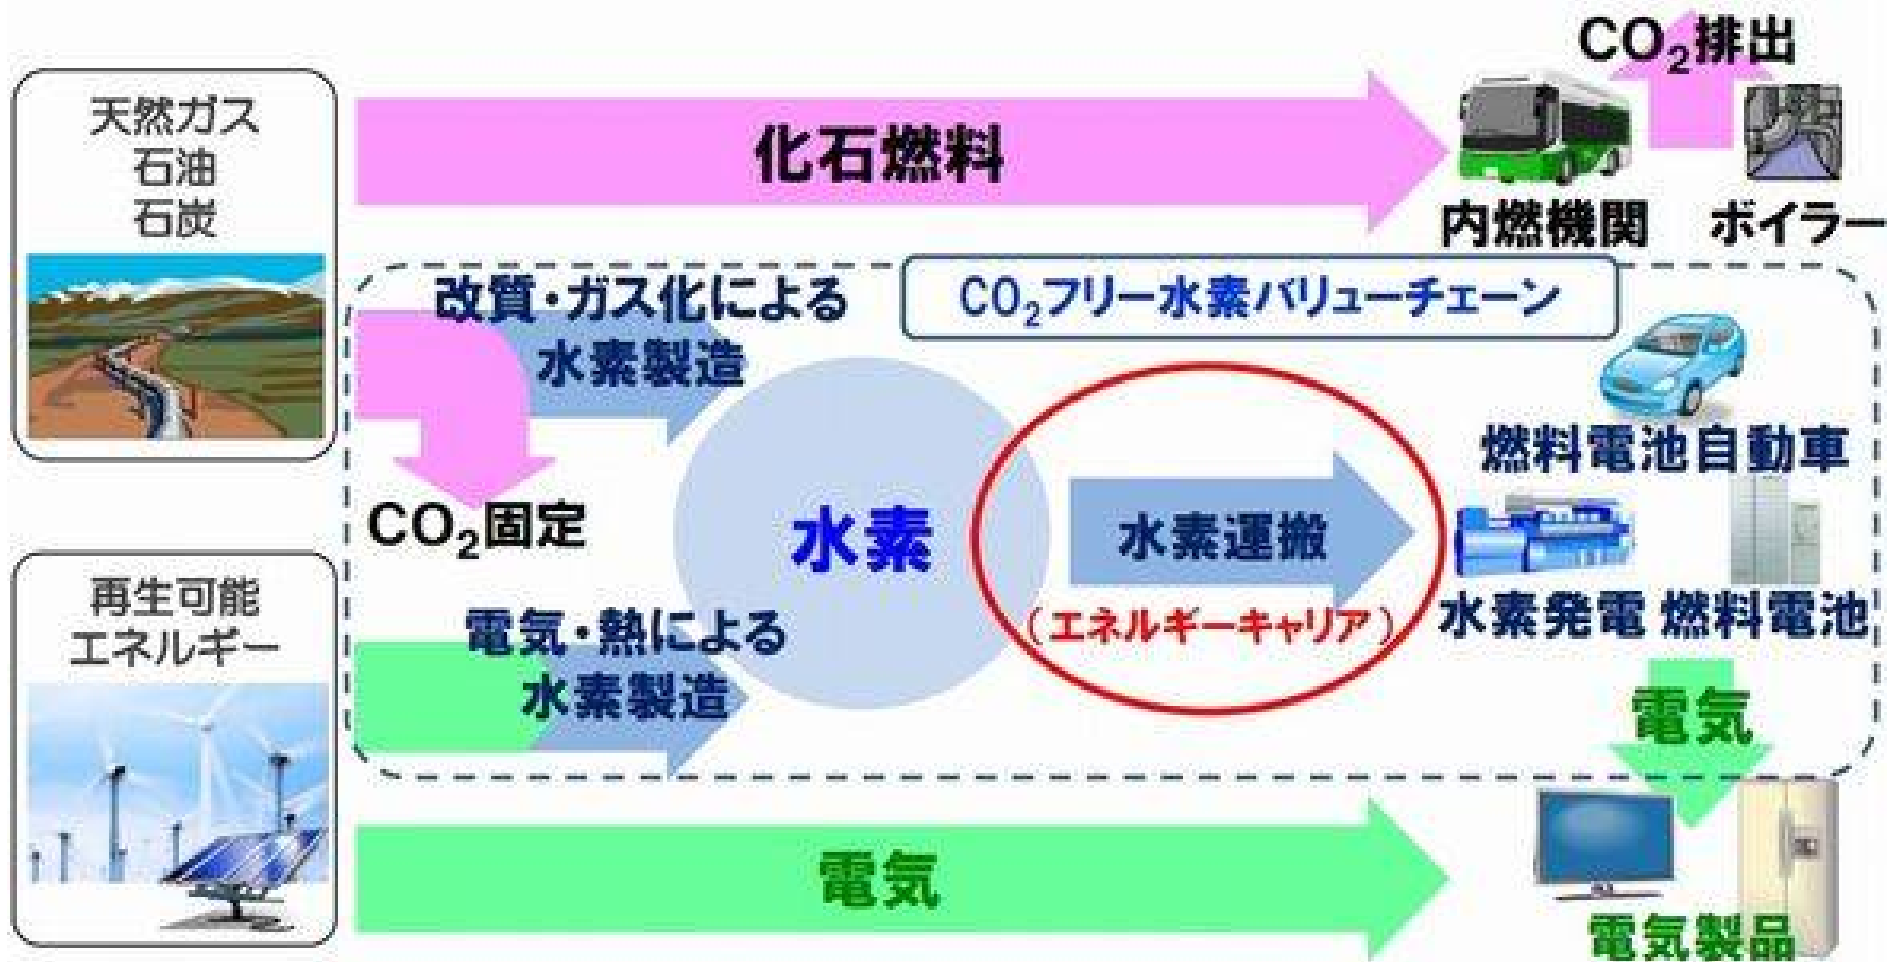 CO₂排出
天然ガス
石油
石炭
化石燃料
内燃機関 ボイラー
改質・ガス化による
水素製造
CO₂フリー水素バリューチェーン
燃料電池自動車
CO₂固定
水素
水素運搬
(エネルギーキャリア)
水素発電 燃料電池
再生可能
エネルギー
電気・熱による
水素製造
電気
電気
電気製品